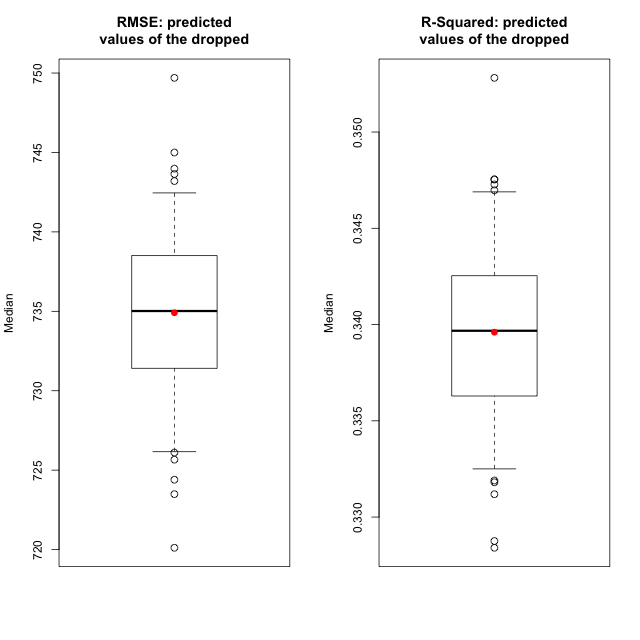 RMSE: predicted
values of the dropped
750
745
740
735
730
725
720
Median
R-Squared: predicted
values of the dropped
0.350
0.345
0.340
0.335
0.330
Median